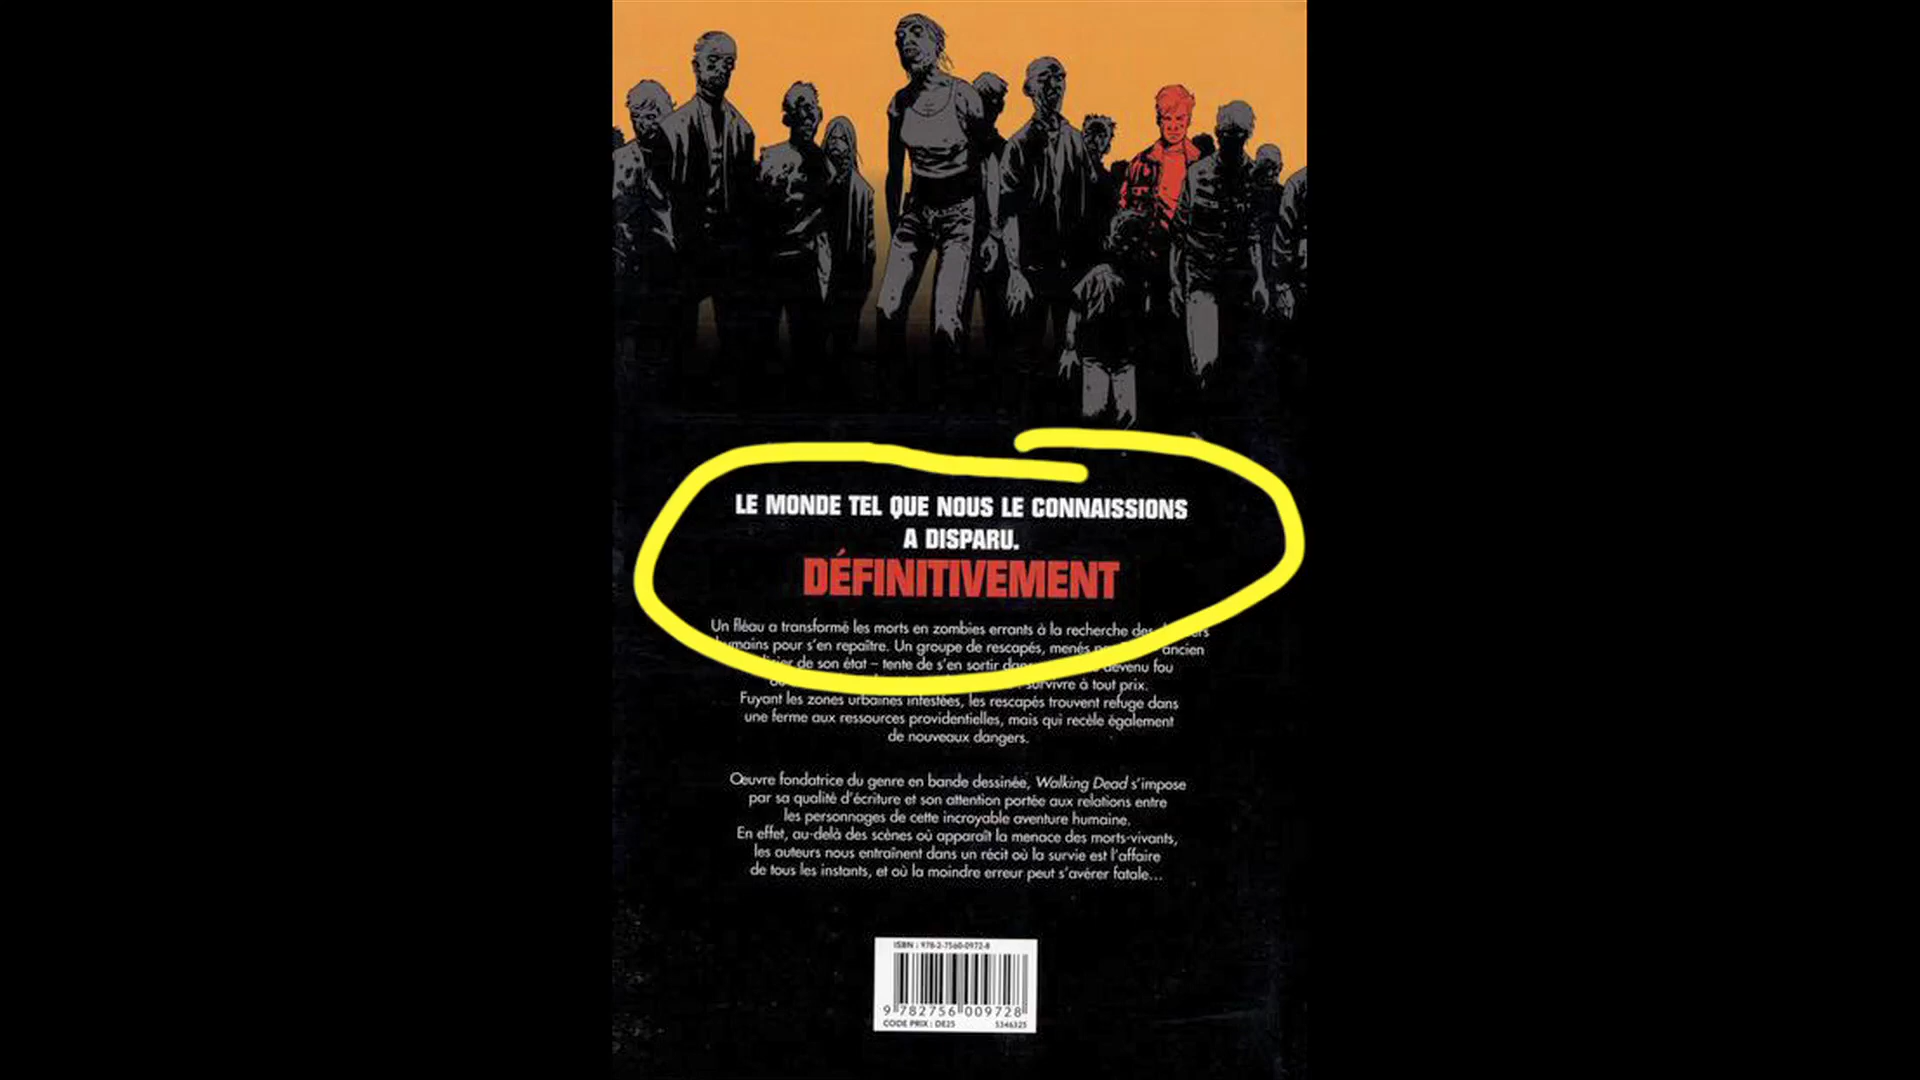 LE MONDE TEL QUE NOUS LE CONNAISSIONS
A DISPARU.
DÉFINITIVEMENT
Un fléau a transformé les morts en zombies errants à la recherche des
pour s'en repaître. Un groupe de rescapés, menés ancien
de son état – tente de s'en sortir devenu fou
survivre à tout prix.
Fuyant les zones urbaines infestées, les rescapés trouvent refuge dans
une ferme aux ressources providentielles, mais qui recèle également
de nouveaux dangers.
Œuvre fondatrice du genre en bande dessinée, Walking Dead s'impose
par sa qualité d'écriture et son attention portée aux relations entre
les personnages de cette incroyable aventure humaine.
En effet, au-delà des scènes où apparaît la menace des morts-vivants,
les auteurs nous entraînent dans un récit où la survie est l'affaire
de tous les instants, et où la moindre erreur peut s'avérer fatale...
ISBN : 978-2-7560-0972-8
9 782756 009728
CODE PRIX : DE25 5346325